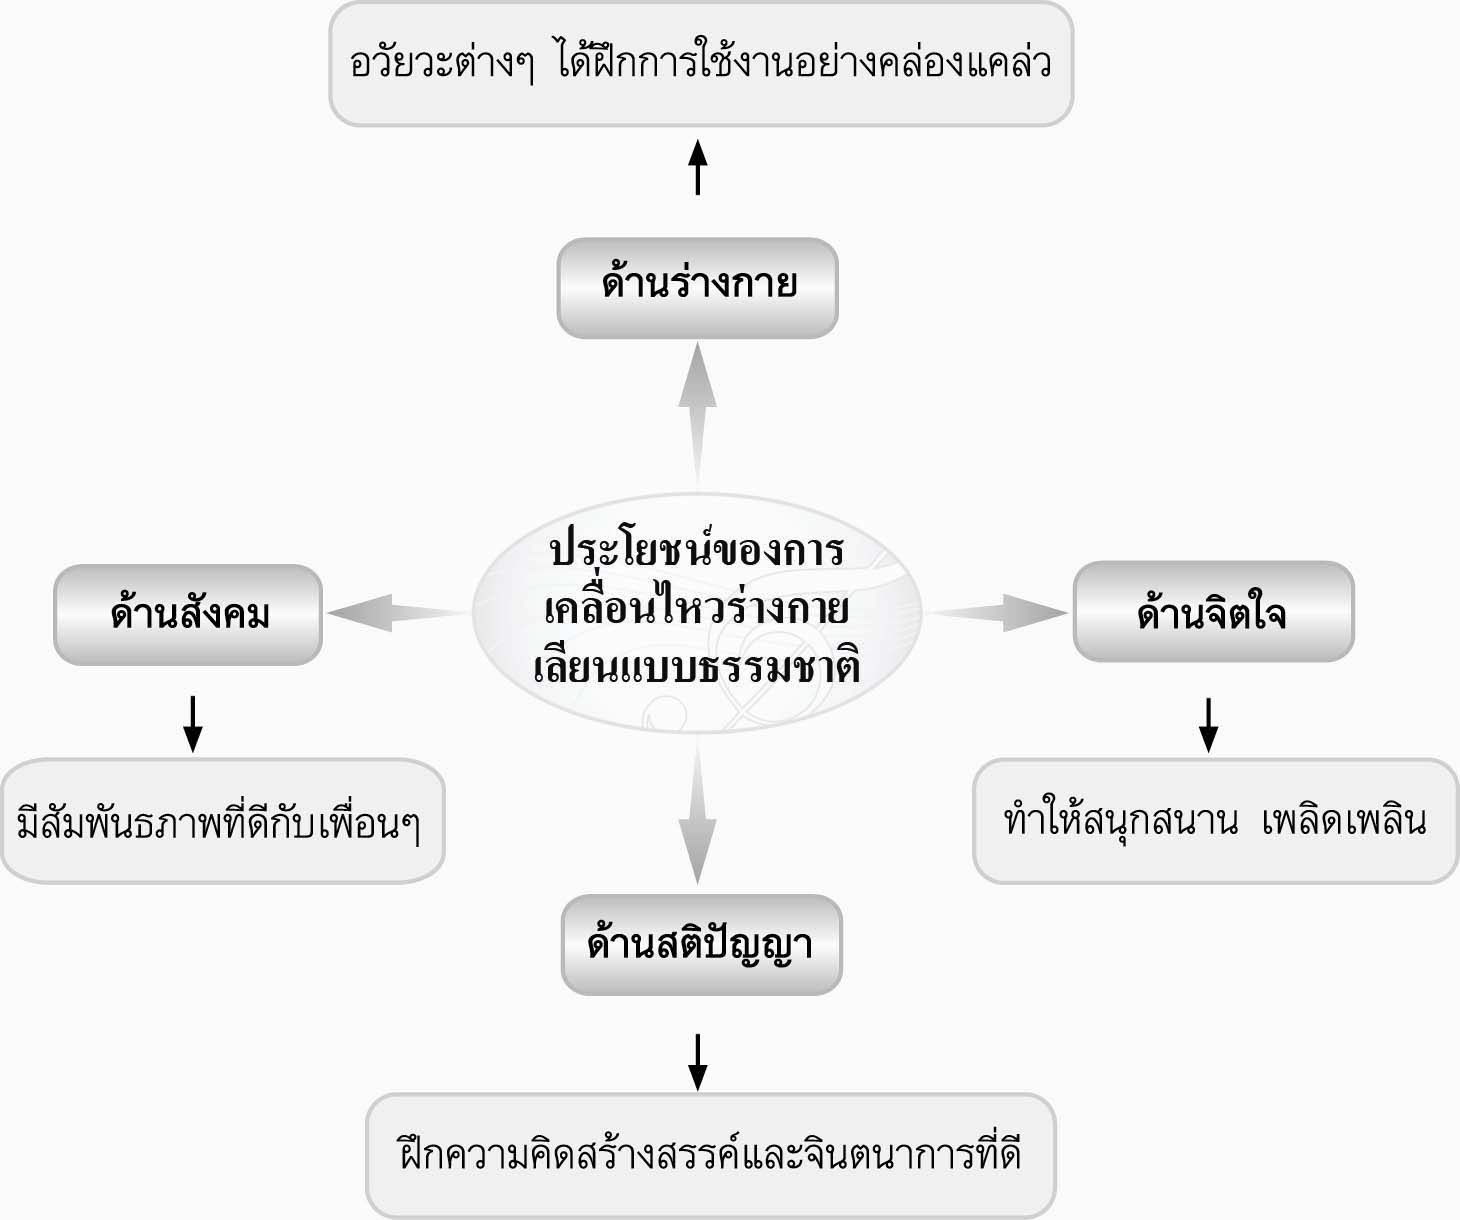 อวัยวะต่างๆ ได้ฝึกการใช้งานอย่างคล่องแคล่ว
ด้านร่างกาย
ประโยชน์ของการ
เคลื่อนไหวร่างกาย
เลียนแบบธรรมชาติ
ด้านสังคม
ด้านจิตใจ
มีสัมพันธภาพที่ดีกับเพื่อนๆ
ทำให้สนุกสนาน เพลิดเพลิน
ด้านสติปัญญา
ฝึกความคิดสร้างสรรค์และจินตนาการที่ดี